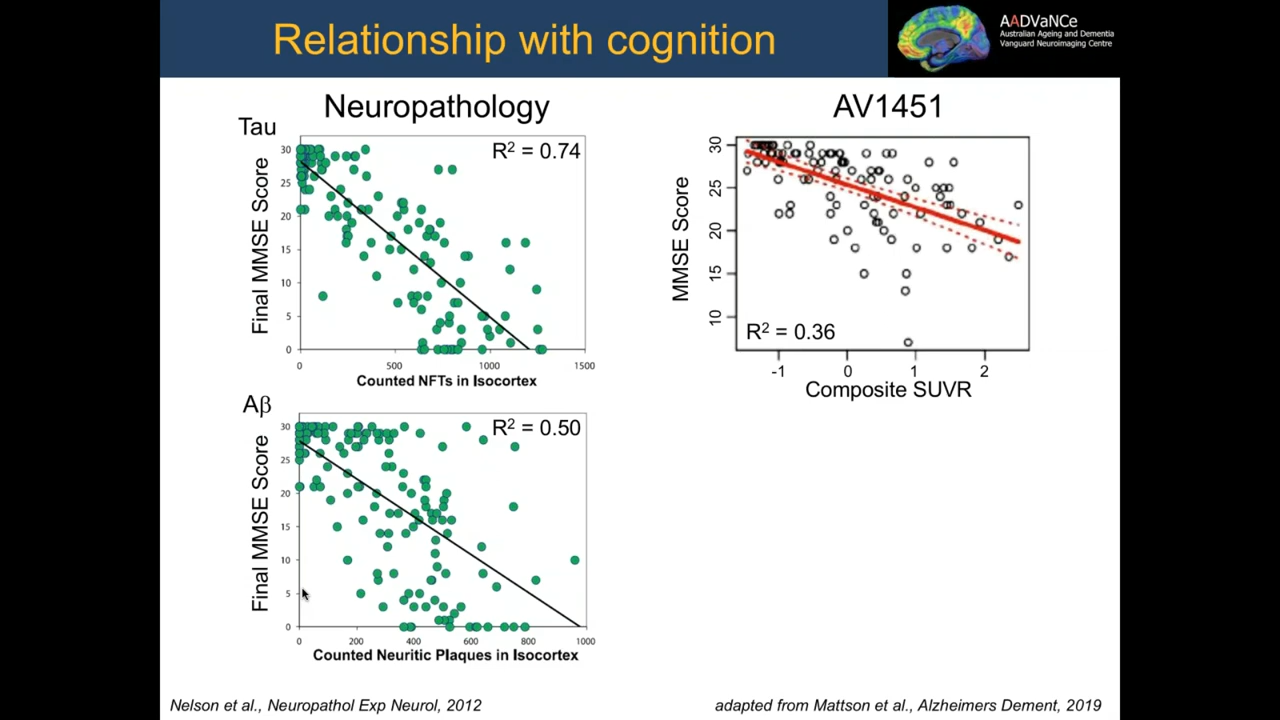 Relationship with cognition
AADVaNCe
Australian Ageing and Dementia
Vanguard Neuroimaging Centre
Neuropathology
AV1451
Tau
R² = 0.74
Final MMSE Score
30
25
20
15
10
5
0
0
500
1000
1500
Counted NFTs in Isocortex
MMSE Score
30
25
20
15
10
R² = 0.36
-1
0
1
2
Composite SUVR
Aβ
R² = 0.50
Final MMSE Score
30
25
20
15
10
5
0
0
200
400
600
800
1000
Counted Neuritic Plaques in Isocortex
Nelson et al., Neuropathol Exp Neurol, 2012
adapted from Mattson et al., Alzheimers Dement, 2019